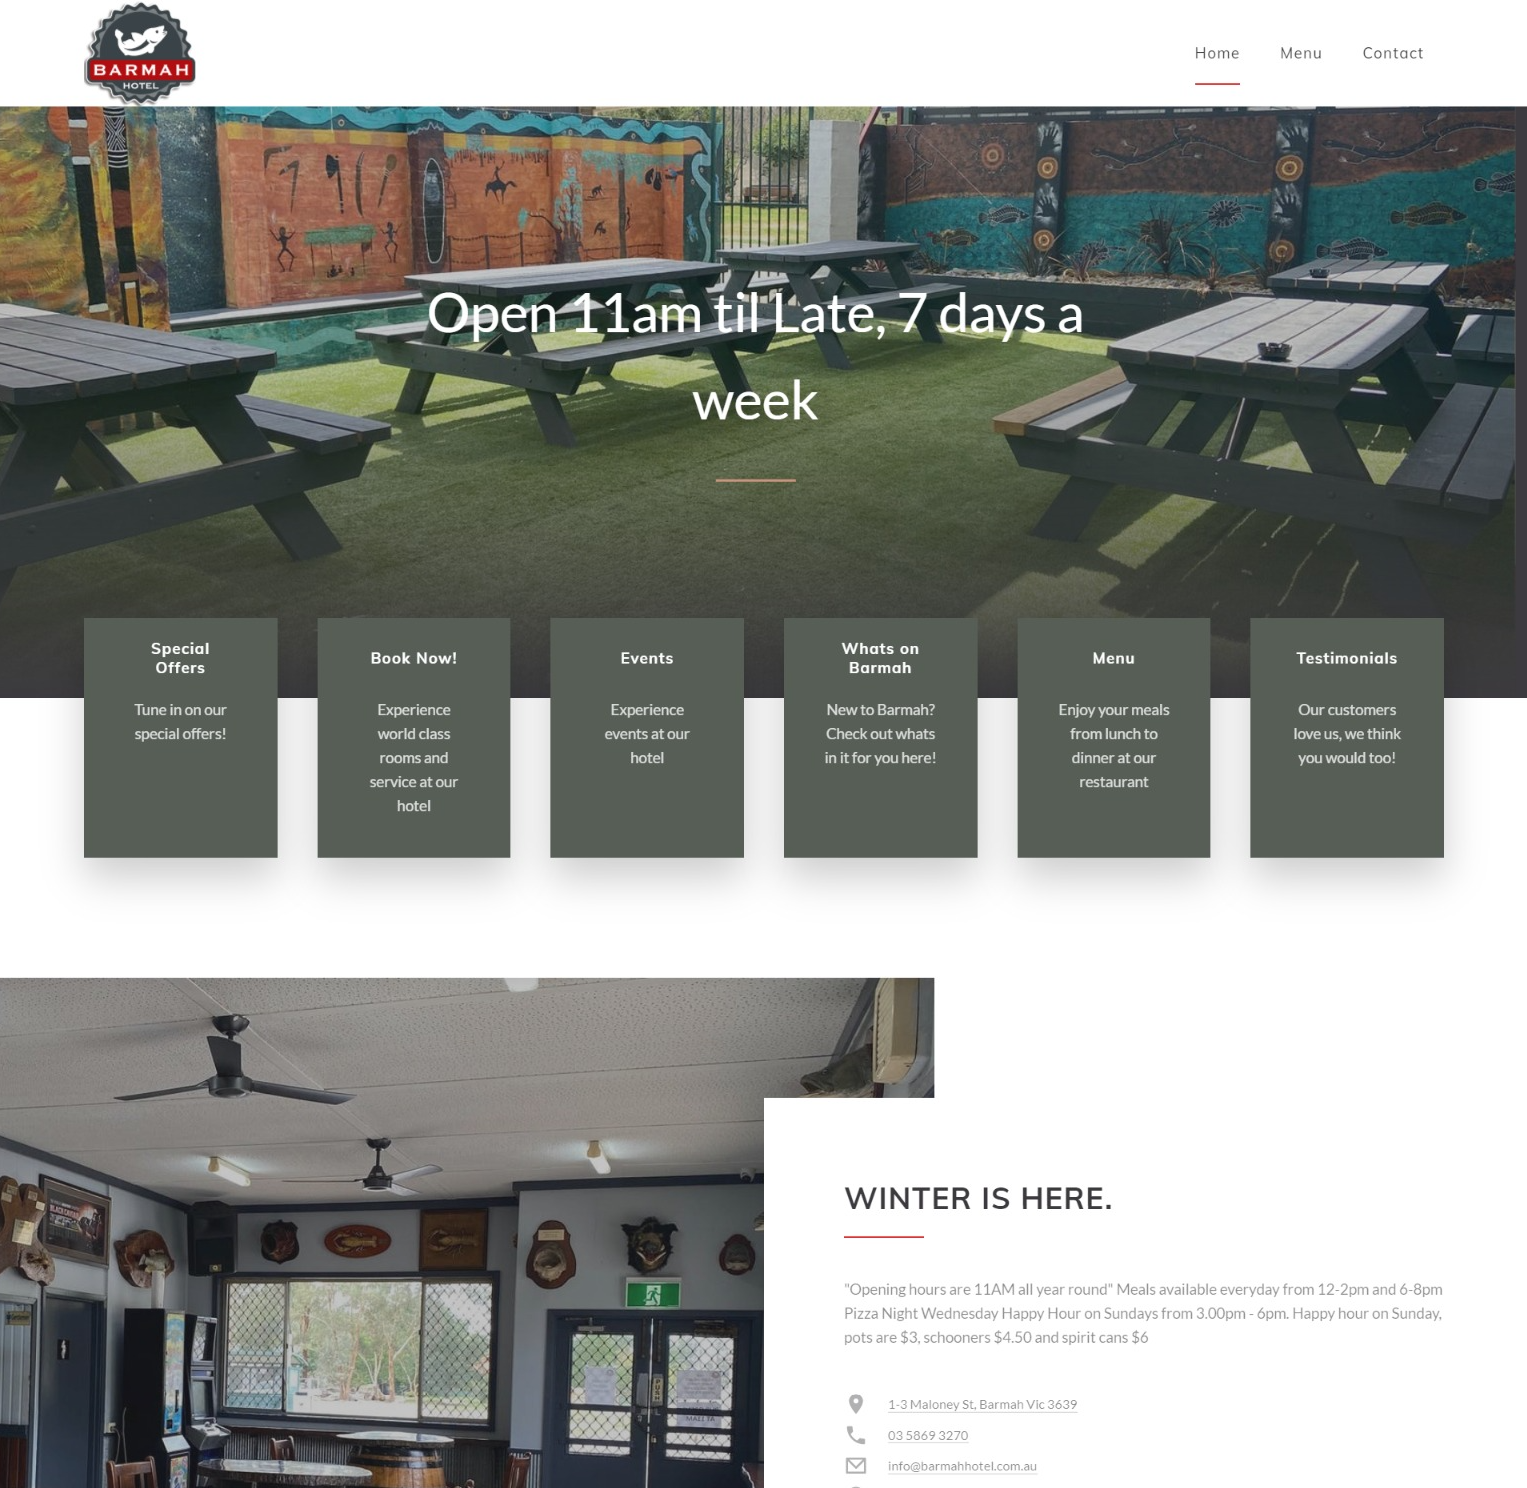 BARMAH
HOTEL
Home Menu Contact
Open 11am til Late, 7 days a
week
Special
Offers
Tune in on our
special offers!
Book Now!
Experience
world class
rooms and
service at our
hotel
Events
Experience
events at our
hotel
Whats on
Barmah
New to Barmah?
Check out whats
in it for you here!
Menu
Enjoy your meals
from lunch to
dinner at our
restaurant
Testimonials
Our customers
love us, we think
you would too!
WINTER IS HERE.
"Opening hours are 11AM all year round" Meals available everyday from 12-2pm and 6-8pm
Pizza Night Wednesday Happy Hour on Sundays from 3.00pm - 6pm. Happy hour on Sunday,
pots are $3, schooners $4.50 and spirit cans $6
1-3 Maloney St, Barmah Vic 3639
03 5869 3270
info@barmahhotel.com.au